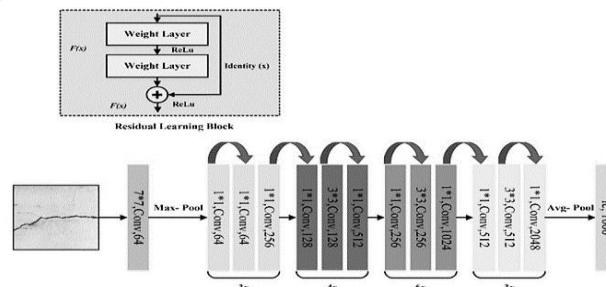 F(x)
Weight Layer
ReLu
Weight Layer
Identity (x)
F(x)
ReLu
Residual Learning Block
7*7,Conv,64
Max- Pool
1*1,Conv,64
1*1,Conv,64
1*1,Conv,256
1*1,Conv,128
3*3,Conv,128
1*1,Conv,512
1*1,Conv,256
3*3,Conv,256
1*1,Conv,1024
1*1,Conv,512
3*3,Conv,512
1*1,Conv,2048
Avg- Pool